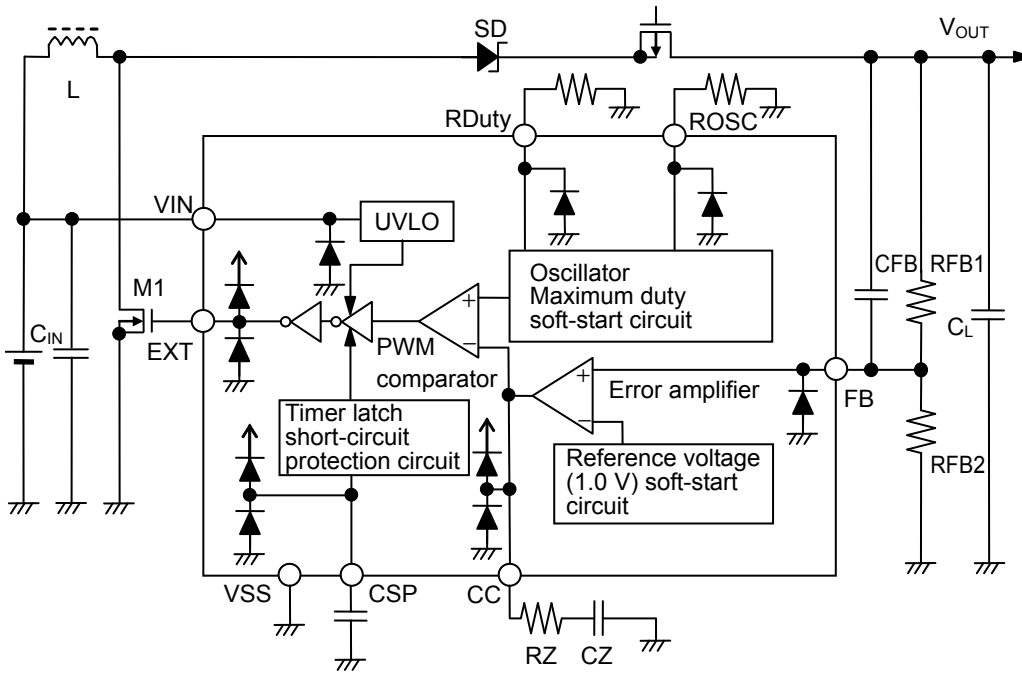 SD
VOUT
L
RDuty
ROSC
VIN
UVLO
Oscillator
Maximum duty
soft-start circuit
CFB
RFB1
M1
CIN
EXT
+
−
PWM
comparator
CL
+
−
Error amplifier
FB
Timer latch
short-circuit
protection circuit
Reference voltage
(1.0 V) soft-start
circuit
RFB2
VSS
CSP
CC
RZ
CZ